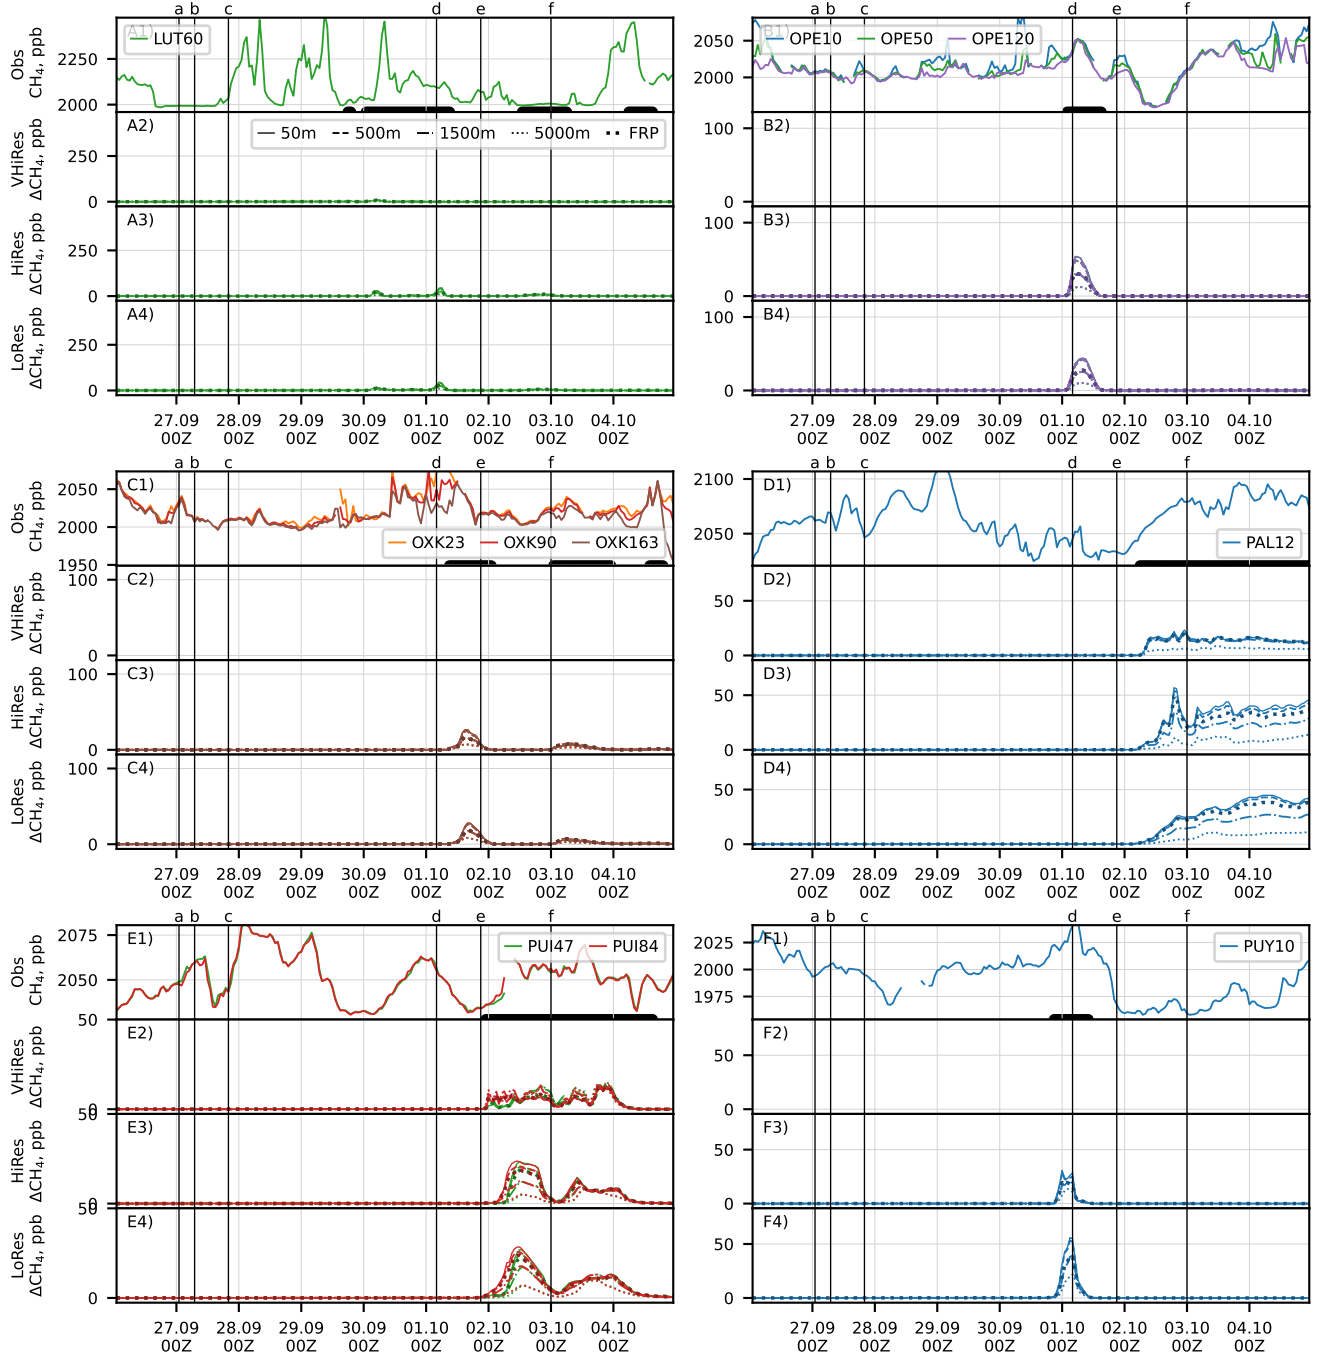 a b c d e f
A1)
LUT60
2250
2000
Obs
CH₄, ppb
A2)
50m 500m 1500m 5000m FRP
250
0
VHiRes
ΔCH₄, ppb
A3)
250
0
HiRes
ΔCH₄, ppb
A4)
250
0
LoRes
ΔCH₄, ppb
27.09 28.09 29.09 30.09 01.10 02.10 03.10 04.10
00Z 00Z 00Z 00Z 00Z 00Z 00Z 00Z
a b c d e f
B1)
OPE10 OPE50 OPE120
2050
2000
B2)
100
0
B3)
100
0
B4)
100
0
27.09 28.09 29.09 30.09 01.10 02.10 03.10 04.10
00Z 00Z 00Z 00Z 00Z 00Z 00Z 00Z
a b c d e f
C1)
2050
2000
1950
Obs
CH₄, ppb
OXK23 OXK90 OXK163
C2)
100
0
VHiRes
ΔCH₄, ppb
C3)
100
0
HiRes
ΔCH₄, ppb
C4)
100
0
LoRes
ΔCH₄, ppb
27.09 28.09 29.09 30.09 01.10 02.10 03.10 04.10
00Z 00Z 00Z 00Z 00Z 00Z 00Z 00Z
a b c d e f
D1)
2100
2050
PAL12
D2)
50
0
D3)
50
0
D4)
50
0
27.09 28.09 29.09 30.09 01.10 02.10 03.10 04.10
00Z 00Z 00Z 00Z 00Z 00Z 00Z 00Z
a b c d e f
E1)
PUI47 PUI84
2075
2050
Obs
CH₄, ppb
E2)
50
0
VHiRes
ΔCH₄, ppb
E3)
50
0
HiRes
ΔCH₄, ppb
E4)
50
0
LoRes
ΔCH₄, ppb
27.09 28.09 29.09 30.09 01.10 02.10 03.10 04.10
00Z 00Z 00Z 00Z 00Z 00Z 00Z 00Z
a b c d e f
F1)
PUY10
2025
2000
1975
F2)
50
0
F3)
50
0
F4)
50
0
27.09 28.09 29.09 30.09 01.10 02.10 03.10 04.10
00Z 00Z 00Z 00Z 00Z 00Z 00Z 00Z